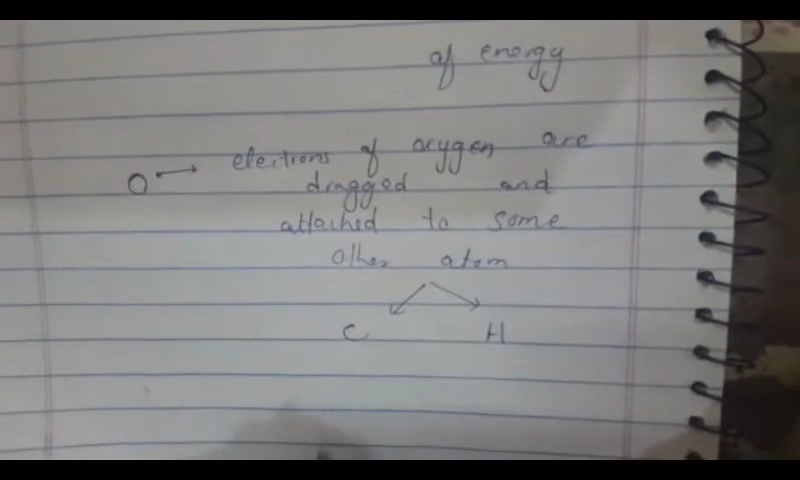 of energy
O → electrons of oxygen are
dragged and
attached to some
other atom
C H